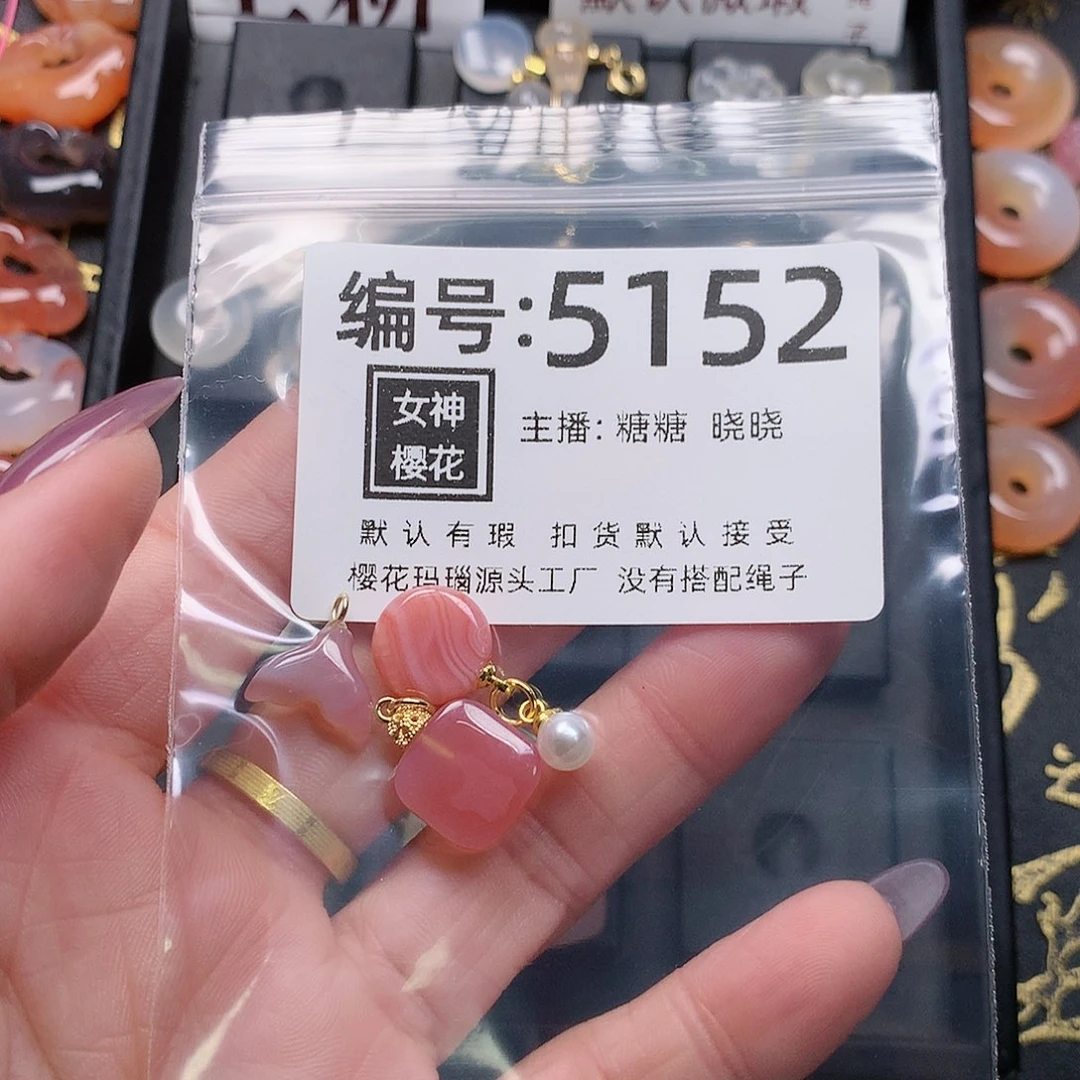 编号:5152
女神
樱花
主播: 糖糖 晓晓
默认有瑕 扣货默认接受
樱花玛瑙源头工厂 没有搭配绳子